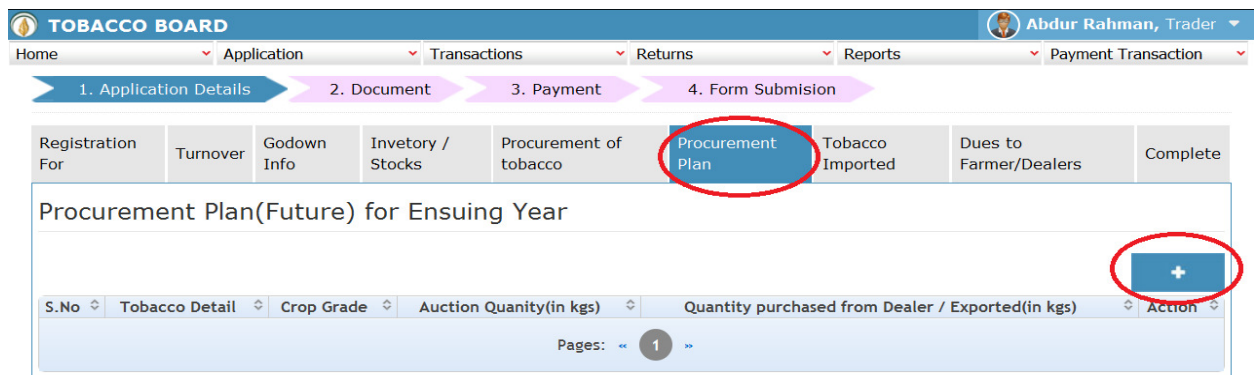 TOBACCO BOARD
Abdur Rahman, Trader
Home Application Transactions Returns Reports Payment Transaction
1. Application Details 2. Document 3. Payment 4. Form Submision
Registration For Turnover Godown Info Invetory / Stocks Procurement of tobacco Procurement Plan Tobacco Imported Dues to Farmer/Dealers Complete
Procurement Plan(Future) for Ensuing Year
+
S.No Tobacco Detail Crop Grade Auction Quanity(in kgs) Quantity purchased from Dealer / Exported(in kgs) Action
Pages: « 1 »